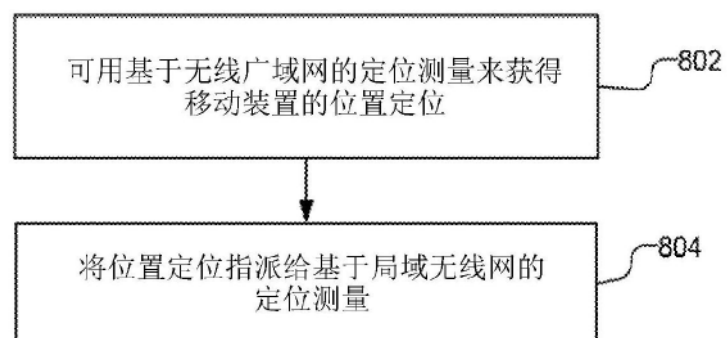 可用基于无线广域网的定位测量来获得
移动装置的位置定位
802
将位置定位指派给基于局域无线网的
定位测量
804